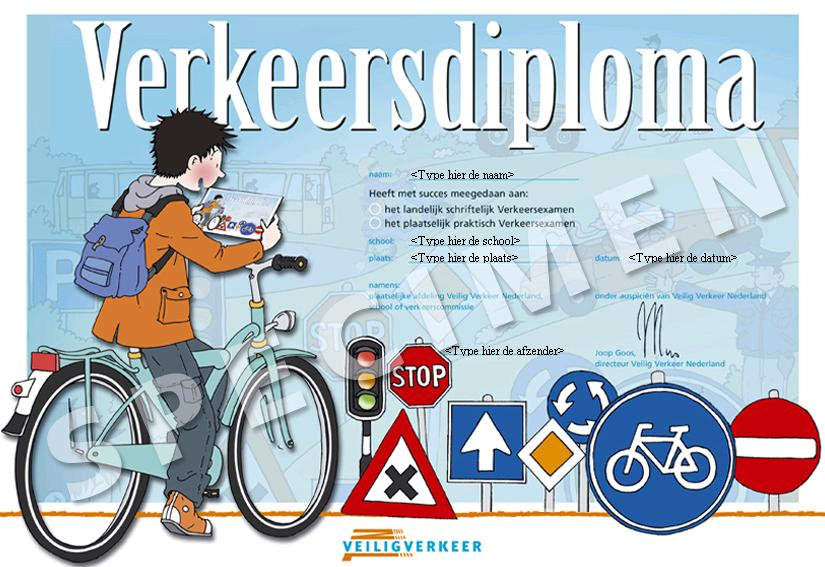 Verkeersdiploma
naam: <Type hier de naam>
Heeft met succes meegedaan aan:
het landelijk schriftelijk Verkeersexamen
het plaatselijk praktisch Verkeersexamen
school: <Type hier de school>
plaats: <Type hier de plaats> datum <Type hier de datum>
namens:
plaatselijke afdeling Veilig Verkeer Nederland, onder auspiciën van Veilig Verkeer Nederland
school of verkeerscommissie
<Type hier de afzender>
Joop Goos,
directeur Veilig Verkeer Nederland
SPECIMEN
STOP
STOP
VEILIGVERKEER